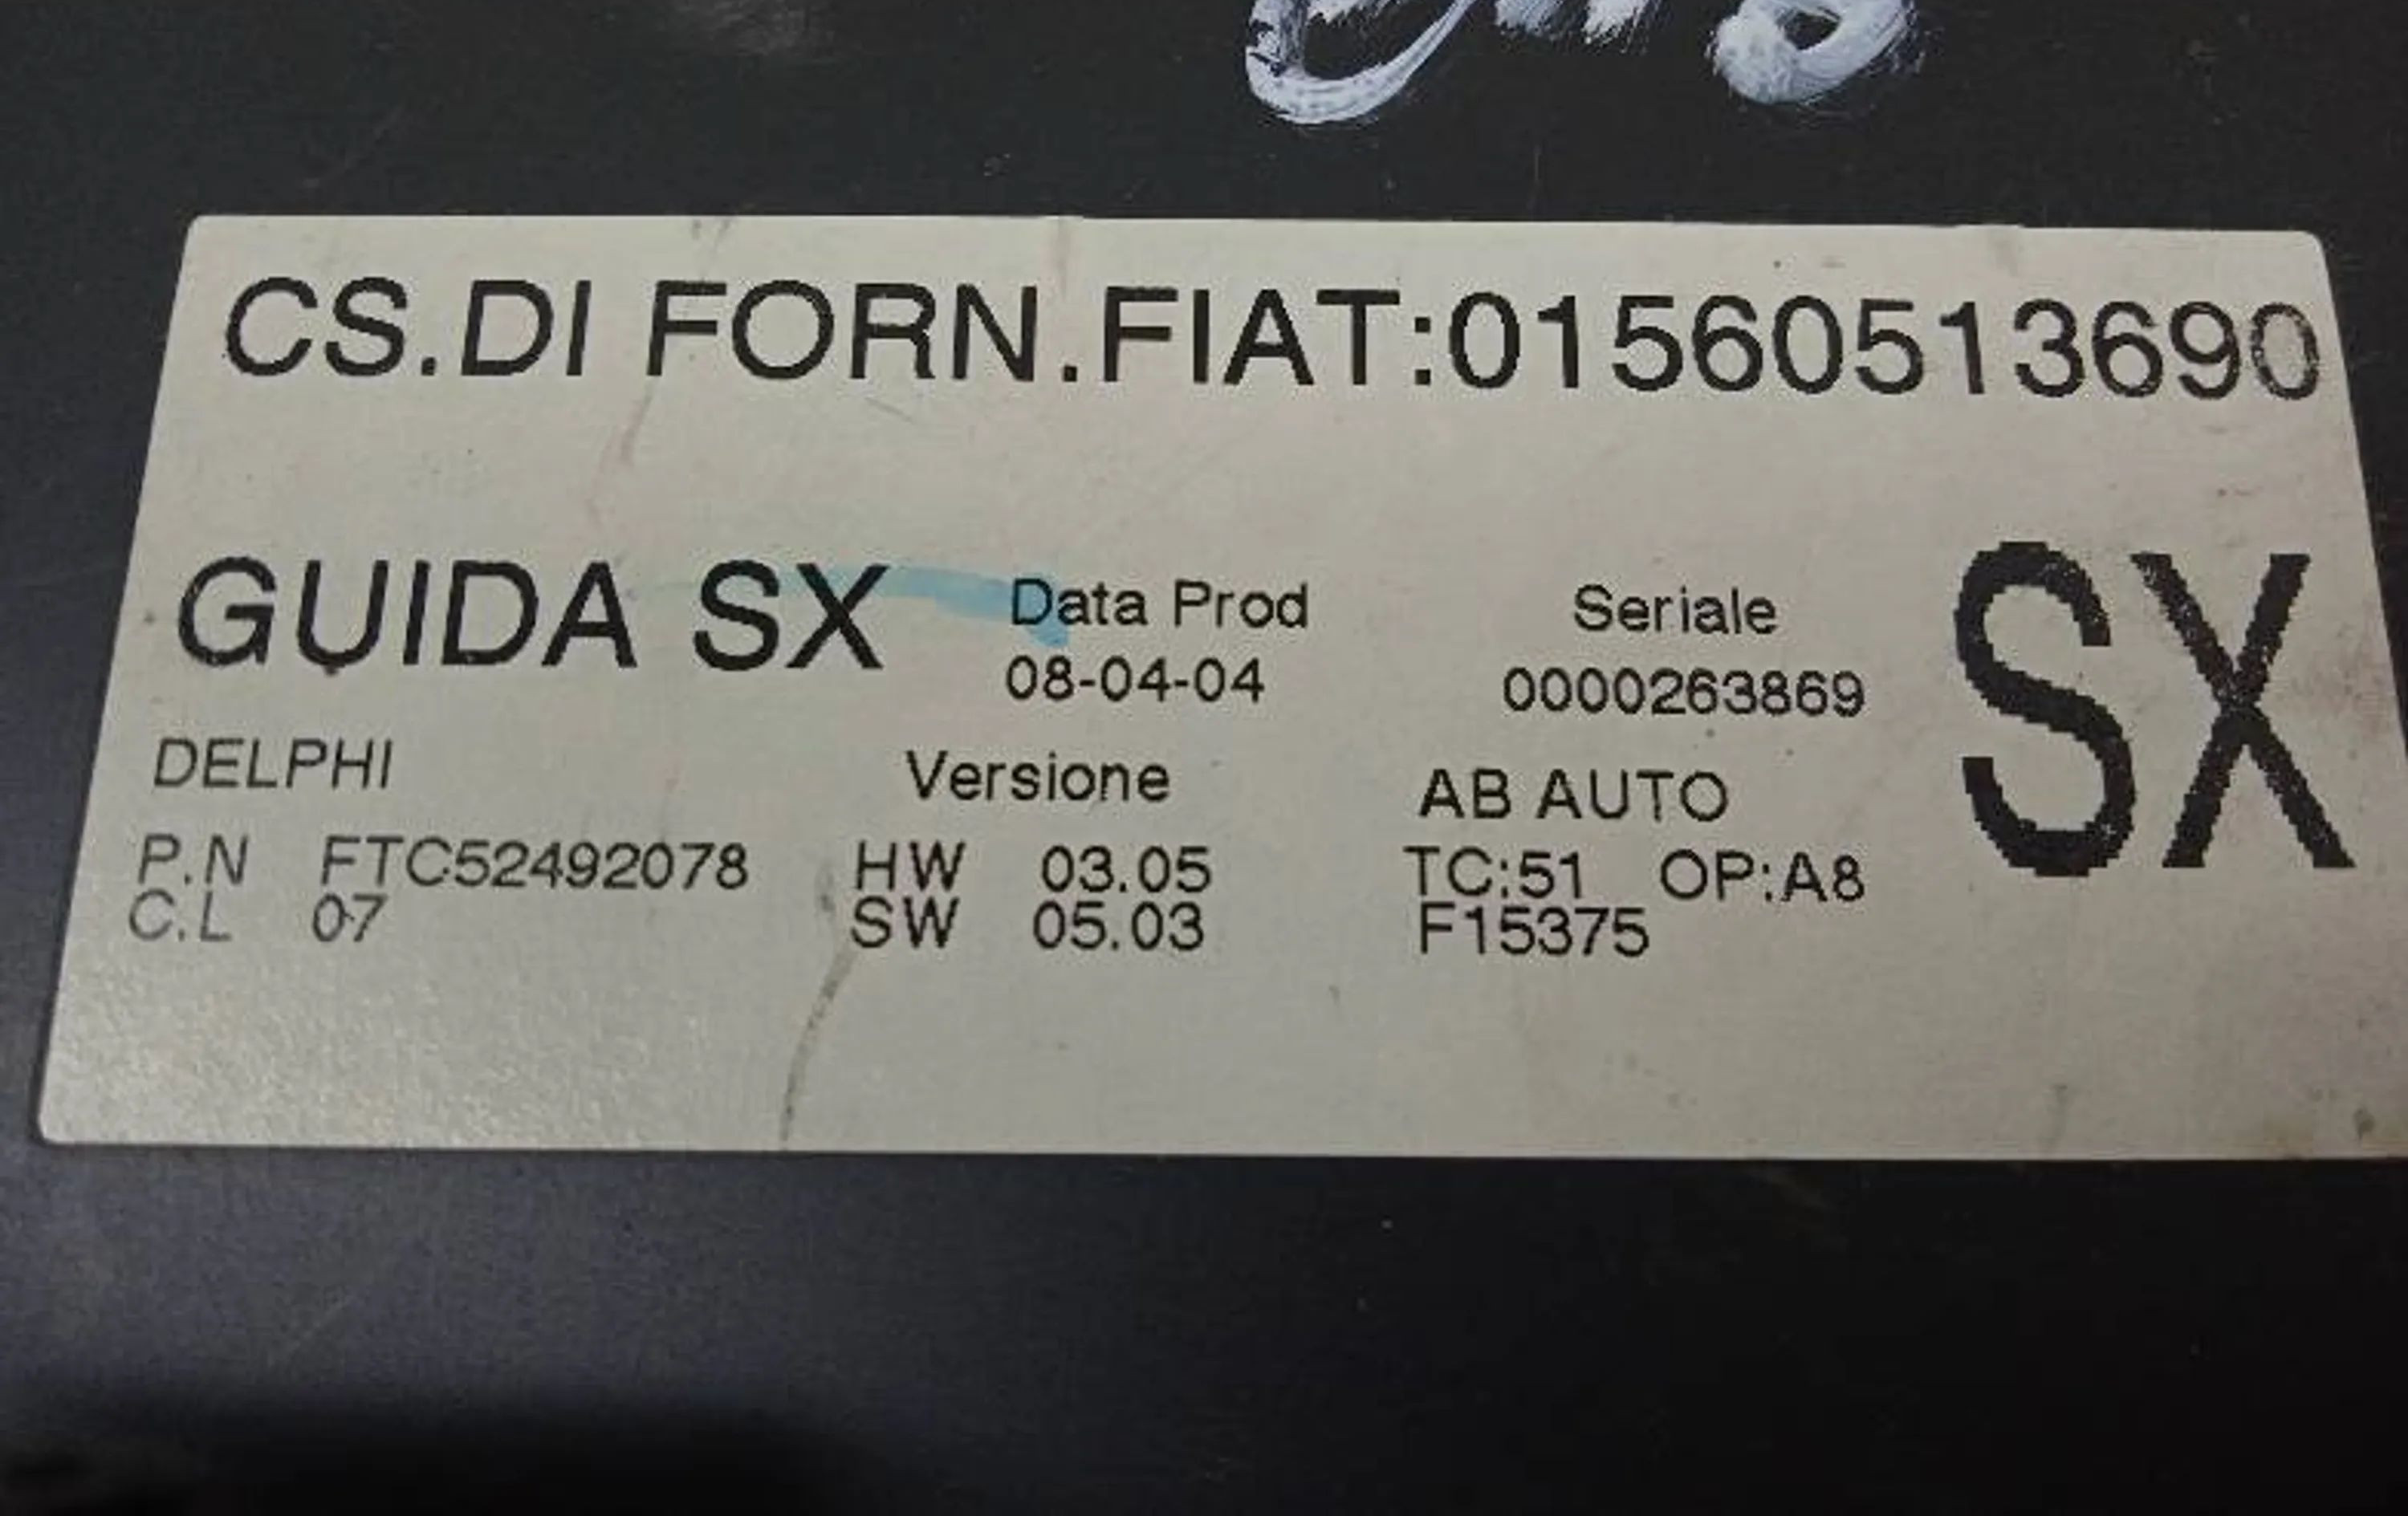 CS.DI FORN.FIAT:01560513690
GUIDA SX
Data Prod
08-04-04
Seriale
0000263869
SX
DELPHI
P.N FTC52492078
C.L 07
Versione
HW 03.05
SW 05.03
AB AUTO
TC:51 OP:A8
F15375